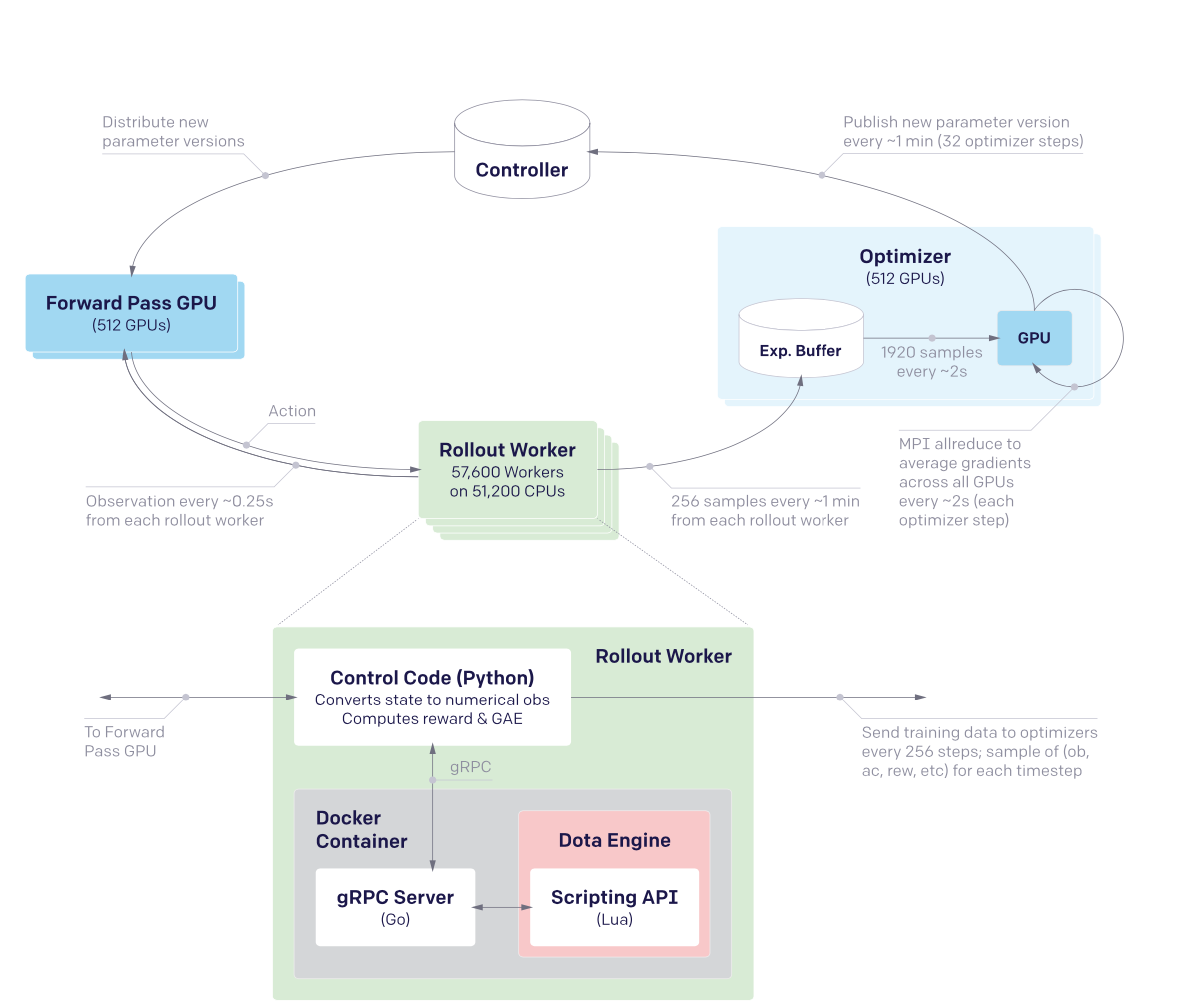 Distribute new
parameter versions
Controller
Publish new parameter version
every ~1 min (32 optimizer steps)
Forward Pass GPU
(512 GPUs)
Optimizer
(512 GPUs)
Exp. Buffer
1920 samples
every ~2s
GPU
MPI allreduce to
average gradients
across all GPUs
every ~2s (each
optimizer step)
Action
Observation every ~0.25s
from each rollout worker
Rollout Worker
57,600 Workers
on 51,200 CPUs
256 samples every ~1 min
from each rollout worker
Rollout Worker
Control Code (Python)
Converts state to numerical obs
Computes reward & GAE
To Forward
Pass GPU
Send training data to optimizers
every 256 steps; sample of (ob,
ac, rew, etc) for each timestep
gRPC
Docker
Container
Dota Engine
gRPC Server
(Go)
Scripting API
(Lua)